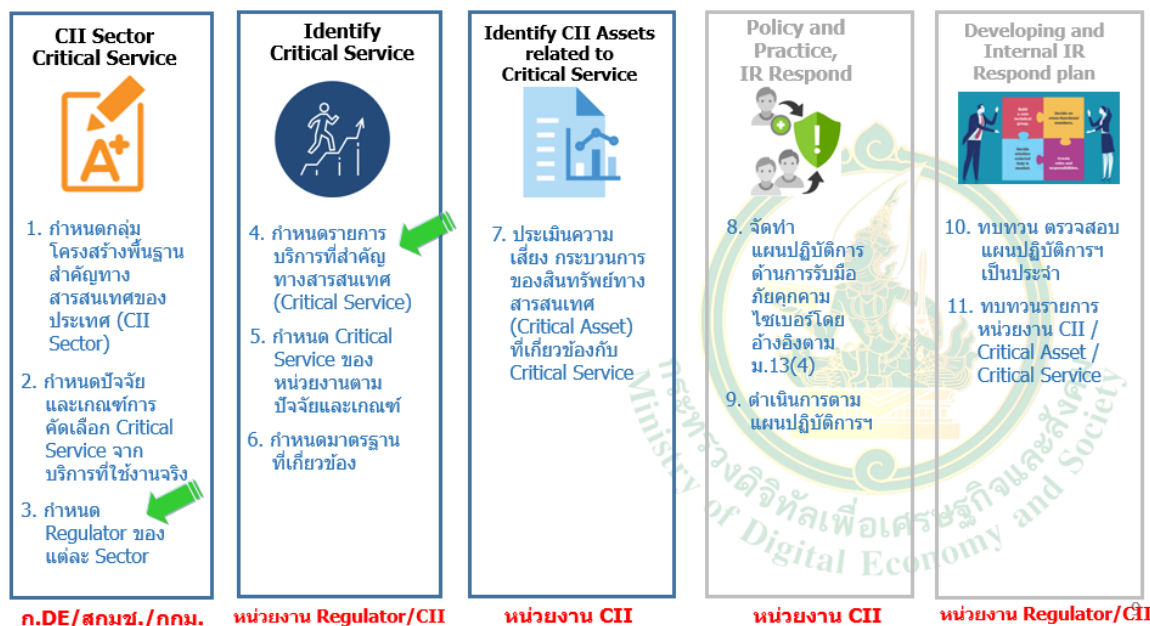 CII Sector
Critical Service
A+
1. กำหนดกลุ่ม
โครงสร้างพื้นฐาน
สำคัญทาง
สารสนเทศของ
ประเทศ (CII
Sector)
2. กำหนดปัจจัย
และเกณฑ์การ
คัดเลือก Critical
Service จาก
บริการที่ใช้งานจริง
3. กำหนด
Regulator ของ
แต่ละ Sector
ก.DE/สกมช./กกม.
Identify
Critical Service
4. กำหนดรายการ
บริการที่สำคัญ
ทางสารสนเทศ
(Critical Service)
5. กำหนด Critical
Service ของ
หน่วยงานตาม
ปัจจัยและเกณฑ์
6. กำหนดมาตรฐาน
ที่เกี่ยวข้อง
หน่วยงาน Regulator/CII
Identify CII Assets
related to
Critical Service
7. ประเมินความ
เสี่ยง กระบวนการ
ของสินทรัพย์ทาง
สารสนเทศ
(Critical Asset)
ที่เกี่ยวข้องกับ
Critical Service
หน่วยงาน CII
Policy and
Practice,
IR Respond
8. จัดทำ
แผนปฏิบัติการ
ด้านการรับมือ
ภัยคุกคาม
ไซเบอร์โดย
อ้างอิงตาม
ม.13(4)
9. ดำเนินการตาม
แผนปฏิบัติการฯ
หน่วยงาน CII
Developing and
Internal IR
Respond plan
10. ทบทวน ตรวจสอบ
แผนปฏิบัติการฯ
เป็นประจำ
11. ทบทวนรายการ
หน่วยงาน CII /
Critical Asset /
Critical Service
หน่วยงาน Regulator/CII
9
กระทรวงดิจิทัลเพื่อเศรษฐกิจและสังคม
Ministry of Digital Economy and Society